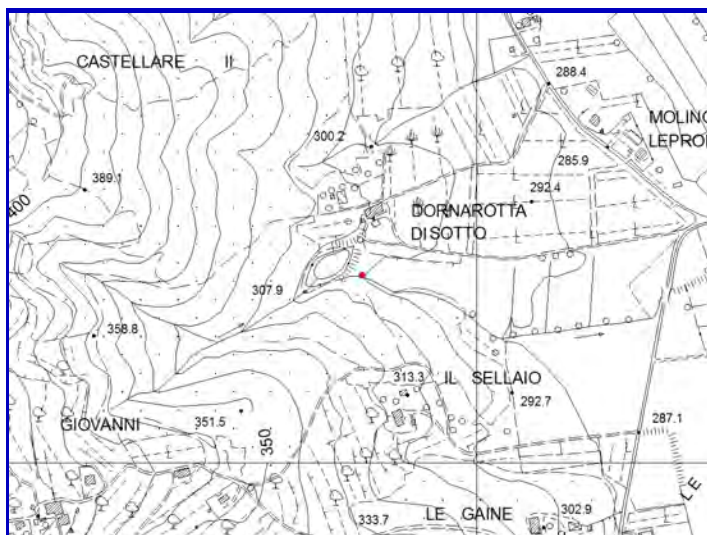 CASTELLARE II
288.4
MOLINO
LEPRO
300.2
285.9
389.1
292.4
400
DORNAROTTA
DI SOTTO
307.9
358.8
313.3
IL SELLAIO
292.7
351.5
GIOVANNI
350
287.1
LE
LE GAINE
302.9
333.7